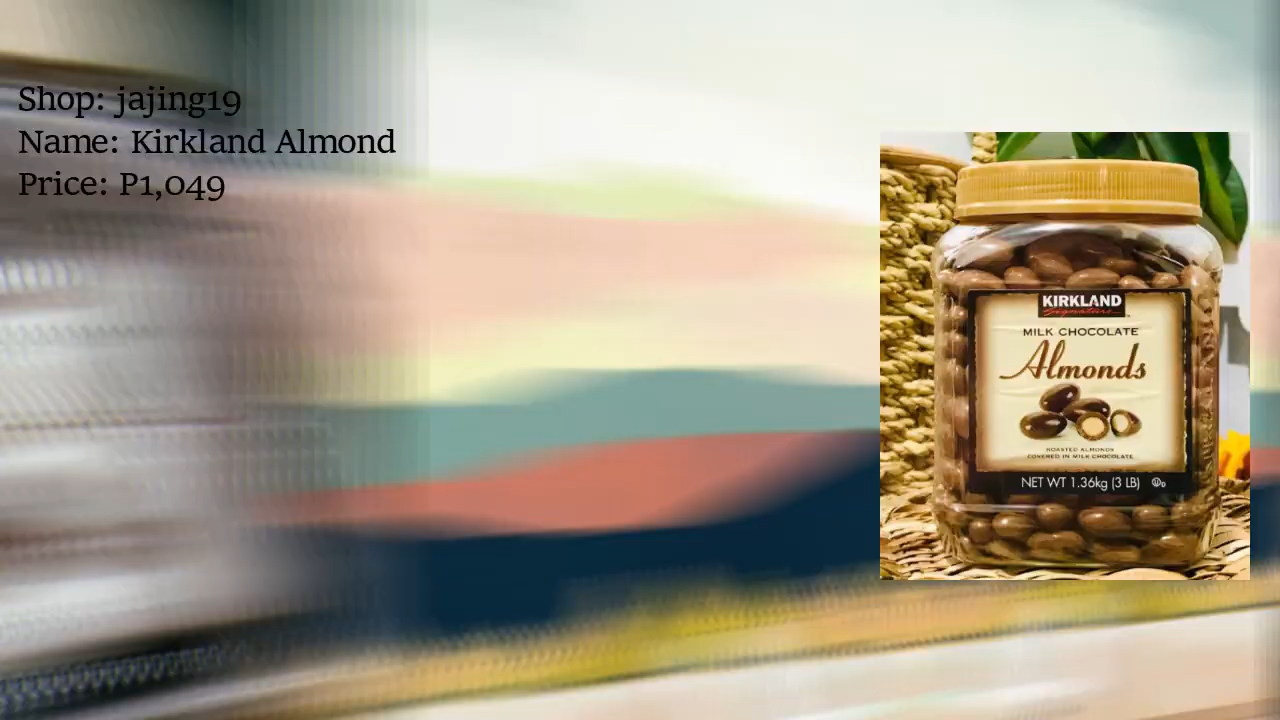 Shop: jajing19
Name: Kirkland Almond
Price: P1,049
KIRKLAND
Signature
MILK CHOCOLATE
Almonds
ROASTED ALMONDS
COVERED IN MILK CHOCOLATE
NET WT 1.36kg (3 LB)